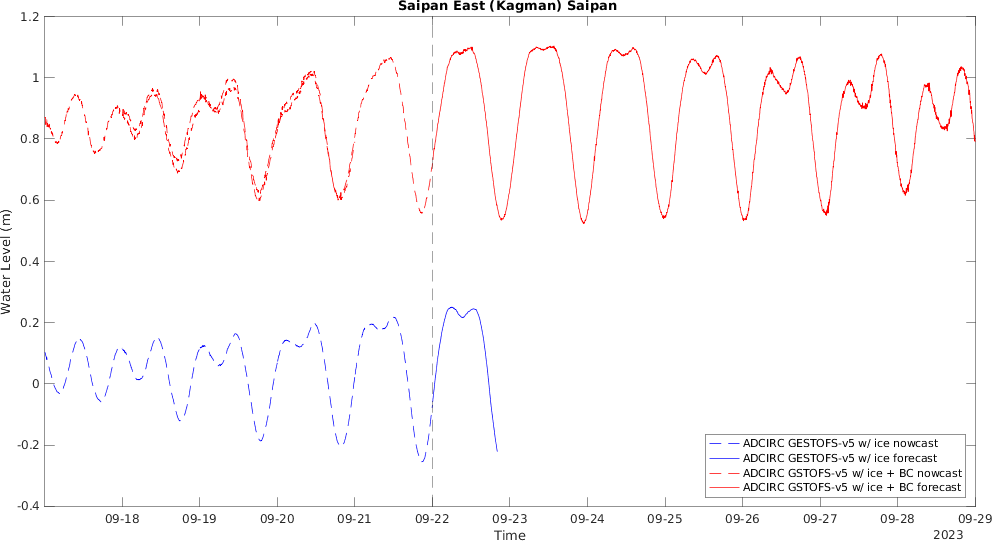 Saipan East (Kagman) Saipan
1.2
1
0.8
0.6
0.4
0.2
0
-0.2
-0.4
Water Level (m)
ADCIRC GESTOFS-v5 w/ ice nowcast
ADCIRC GESTOFS-v5 w/ ice forecast
ADCIRC GSTOFS-v5 w/ ice + BC nowcast
ADCIRC GSTOFS-v5 w/ ice + BC forecast
09-18 09-19 09-20 09-21 09-22 09-23 09-24 09-25 09-26 09-27 09-28 09-29
Time
2023